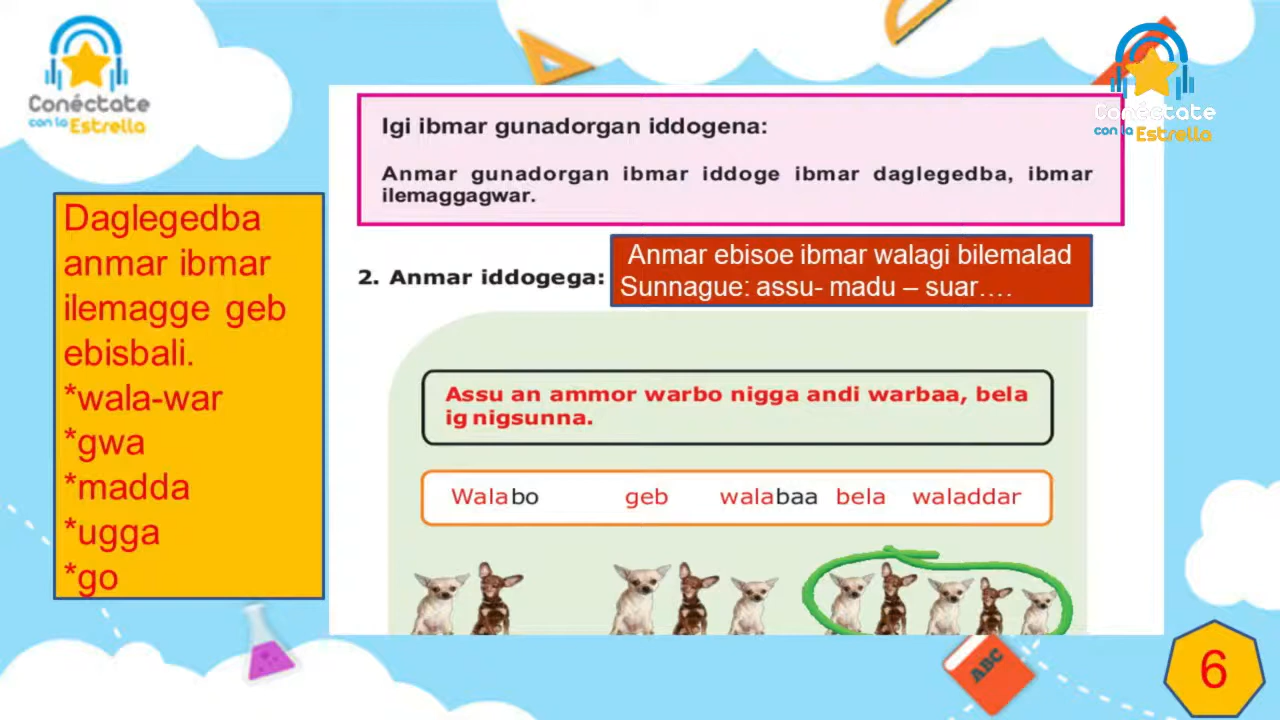 Conéctate
con la Estrella
Conéctate
con la Estrella
Igi ibmar gunadorgan iddogena:
Anmar gunadorgan ibmar iddoge ibmar daglegedba, ibmar
ilemaggagwar.
Daglegedba
anmar ibmar
ilemagge geb
ebisbali.
*wala-war
*gwa
*madda
*ugga
*go
2. Anmar iddogega:
Anmar ebisoe ibmar walagi bilemalad
Sunnague: assu- madu – suar....
Assu an ammor warbo nigga andi warbaa, bela
ig nigsunna.
Walabo geb walabaa bela waladdar
ABC
6